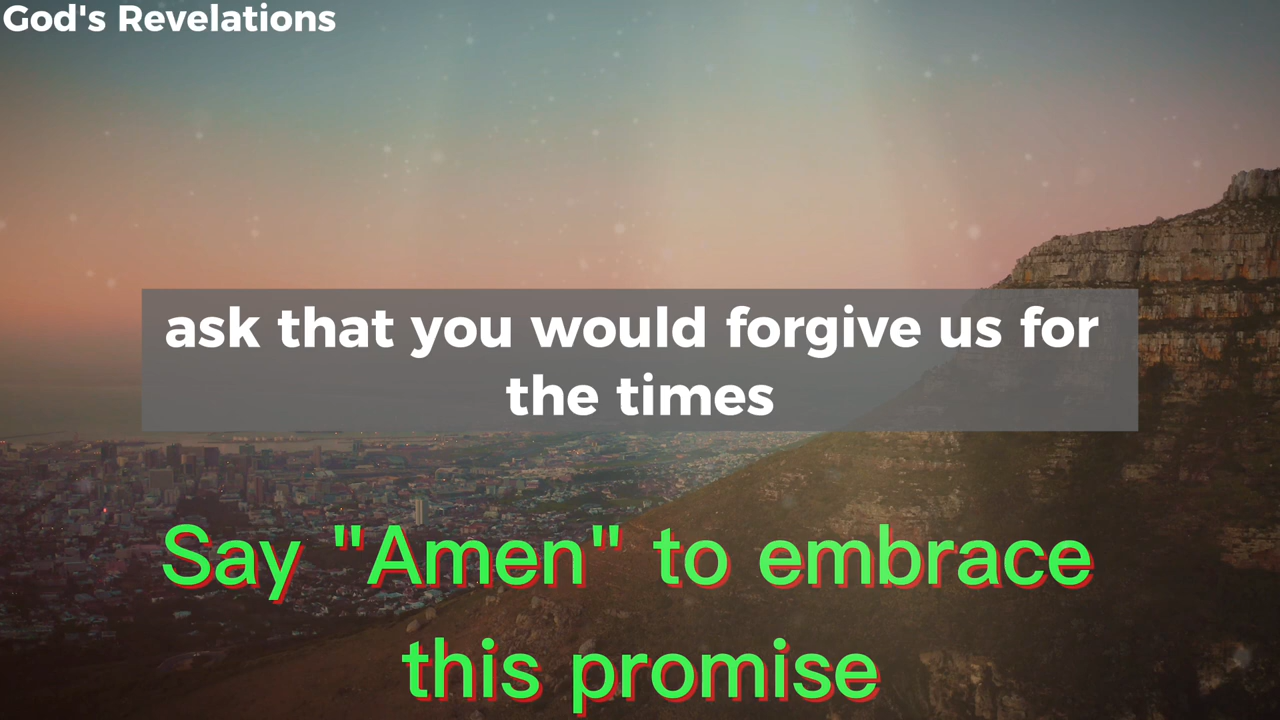 God's Revelations
ask that you would forgive us for
the times
Say "Amen" to embrace
this promise